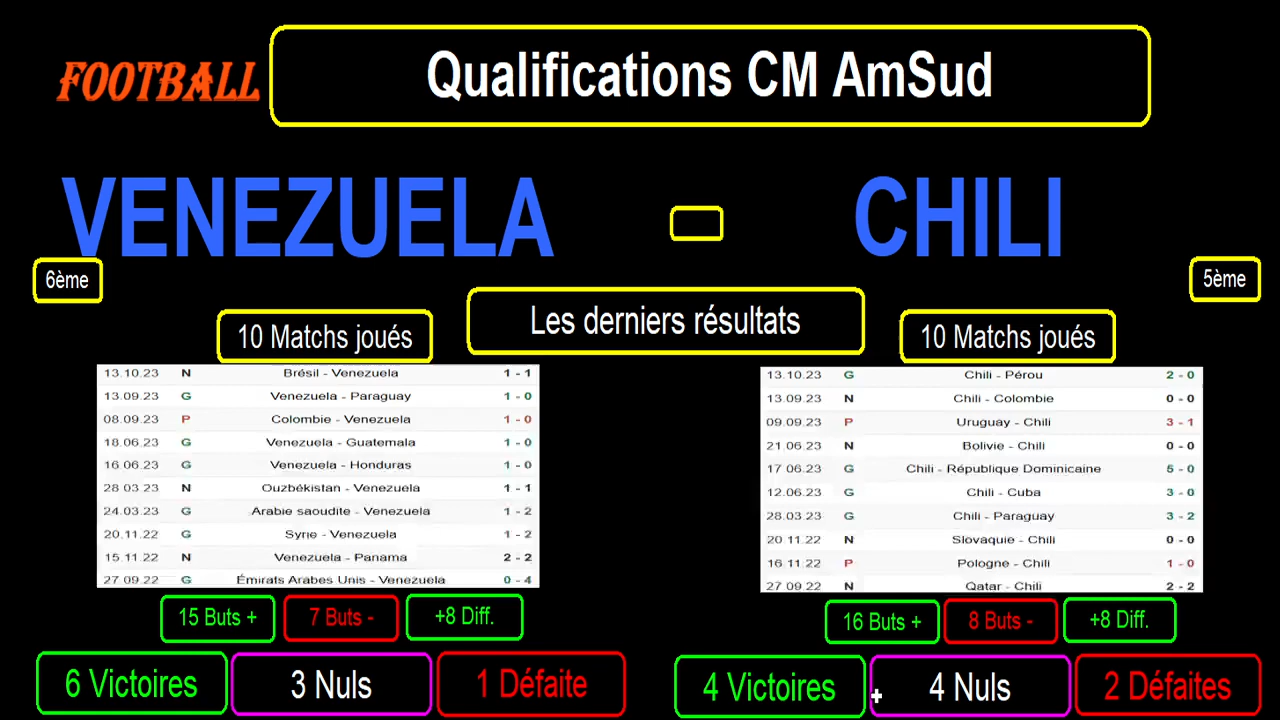 FOOTBALL
Qualifications CM AmSud
VENEZUELA
CHILI
6ème
5ème
Les derniers résultats
10 Matchs joués
10 Matchs joués
13.10.23 N Brésil - Venezuela 1 - 1
13.09.23 G Venezuela - Paraguay 1 - 0
08.09.23 P Colombie - Venezuela 1 - 0
18.06.23 G Venezuela - Guatemala 1 - 0
16 06.23 G Venezuela - Honduras 1 - 0
28 03.23 N Ouzbékistan - Venezuela 1 - 1
24.03.23 G Arabie saoudite - Venezuela 1 - 2
20.11.22 G Syrie - Venezuela 1 - 2
15.11.22 N Venezuela - Panama 2 - 2
27 09.22 G Émirats Arabes Unis - Venezuela 0 - 4
13.10.23 G Chili - Pérou 2 - 0
13.09.23 N Chili - Colombie 0 - 0
09.09.23 P Uruguay - Chili 3 - 1
21 06.23 N Bolivie - Chili 0 - 0
17 06.23 G Chili - République Dominicaine 5 - 0
12.06.23 G Chili - Cuba 3 - 0
28.03.23 G Chili - Paraguay 3 - 2
20 11.22 N Slovaquie - Chili 0 - 0
16 11.22 P Pologne - Chili 1 - 0
27 09.22 N Qatar - Chili 2 - 2
15 Buts +
7 Buts -
+8 Diff.
16 Buts +
8 Buts -
+8 Diff.
6 Victoires
3 Nuls
1 Défaite
4 Victoires
4 Nuls
2 Défaites